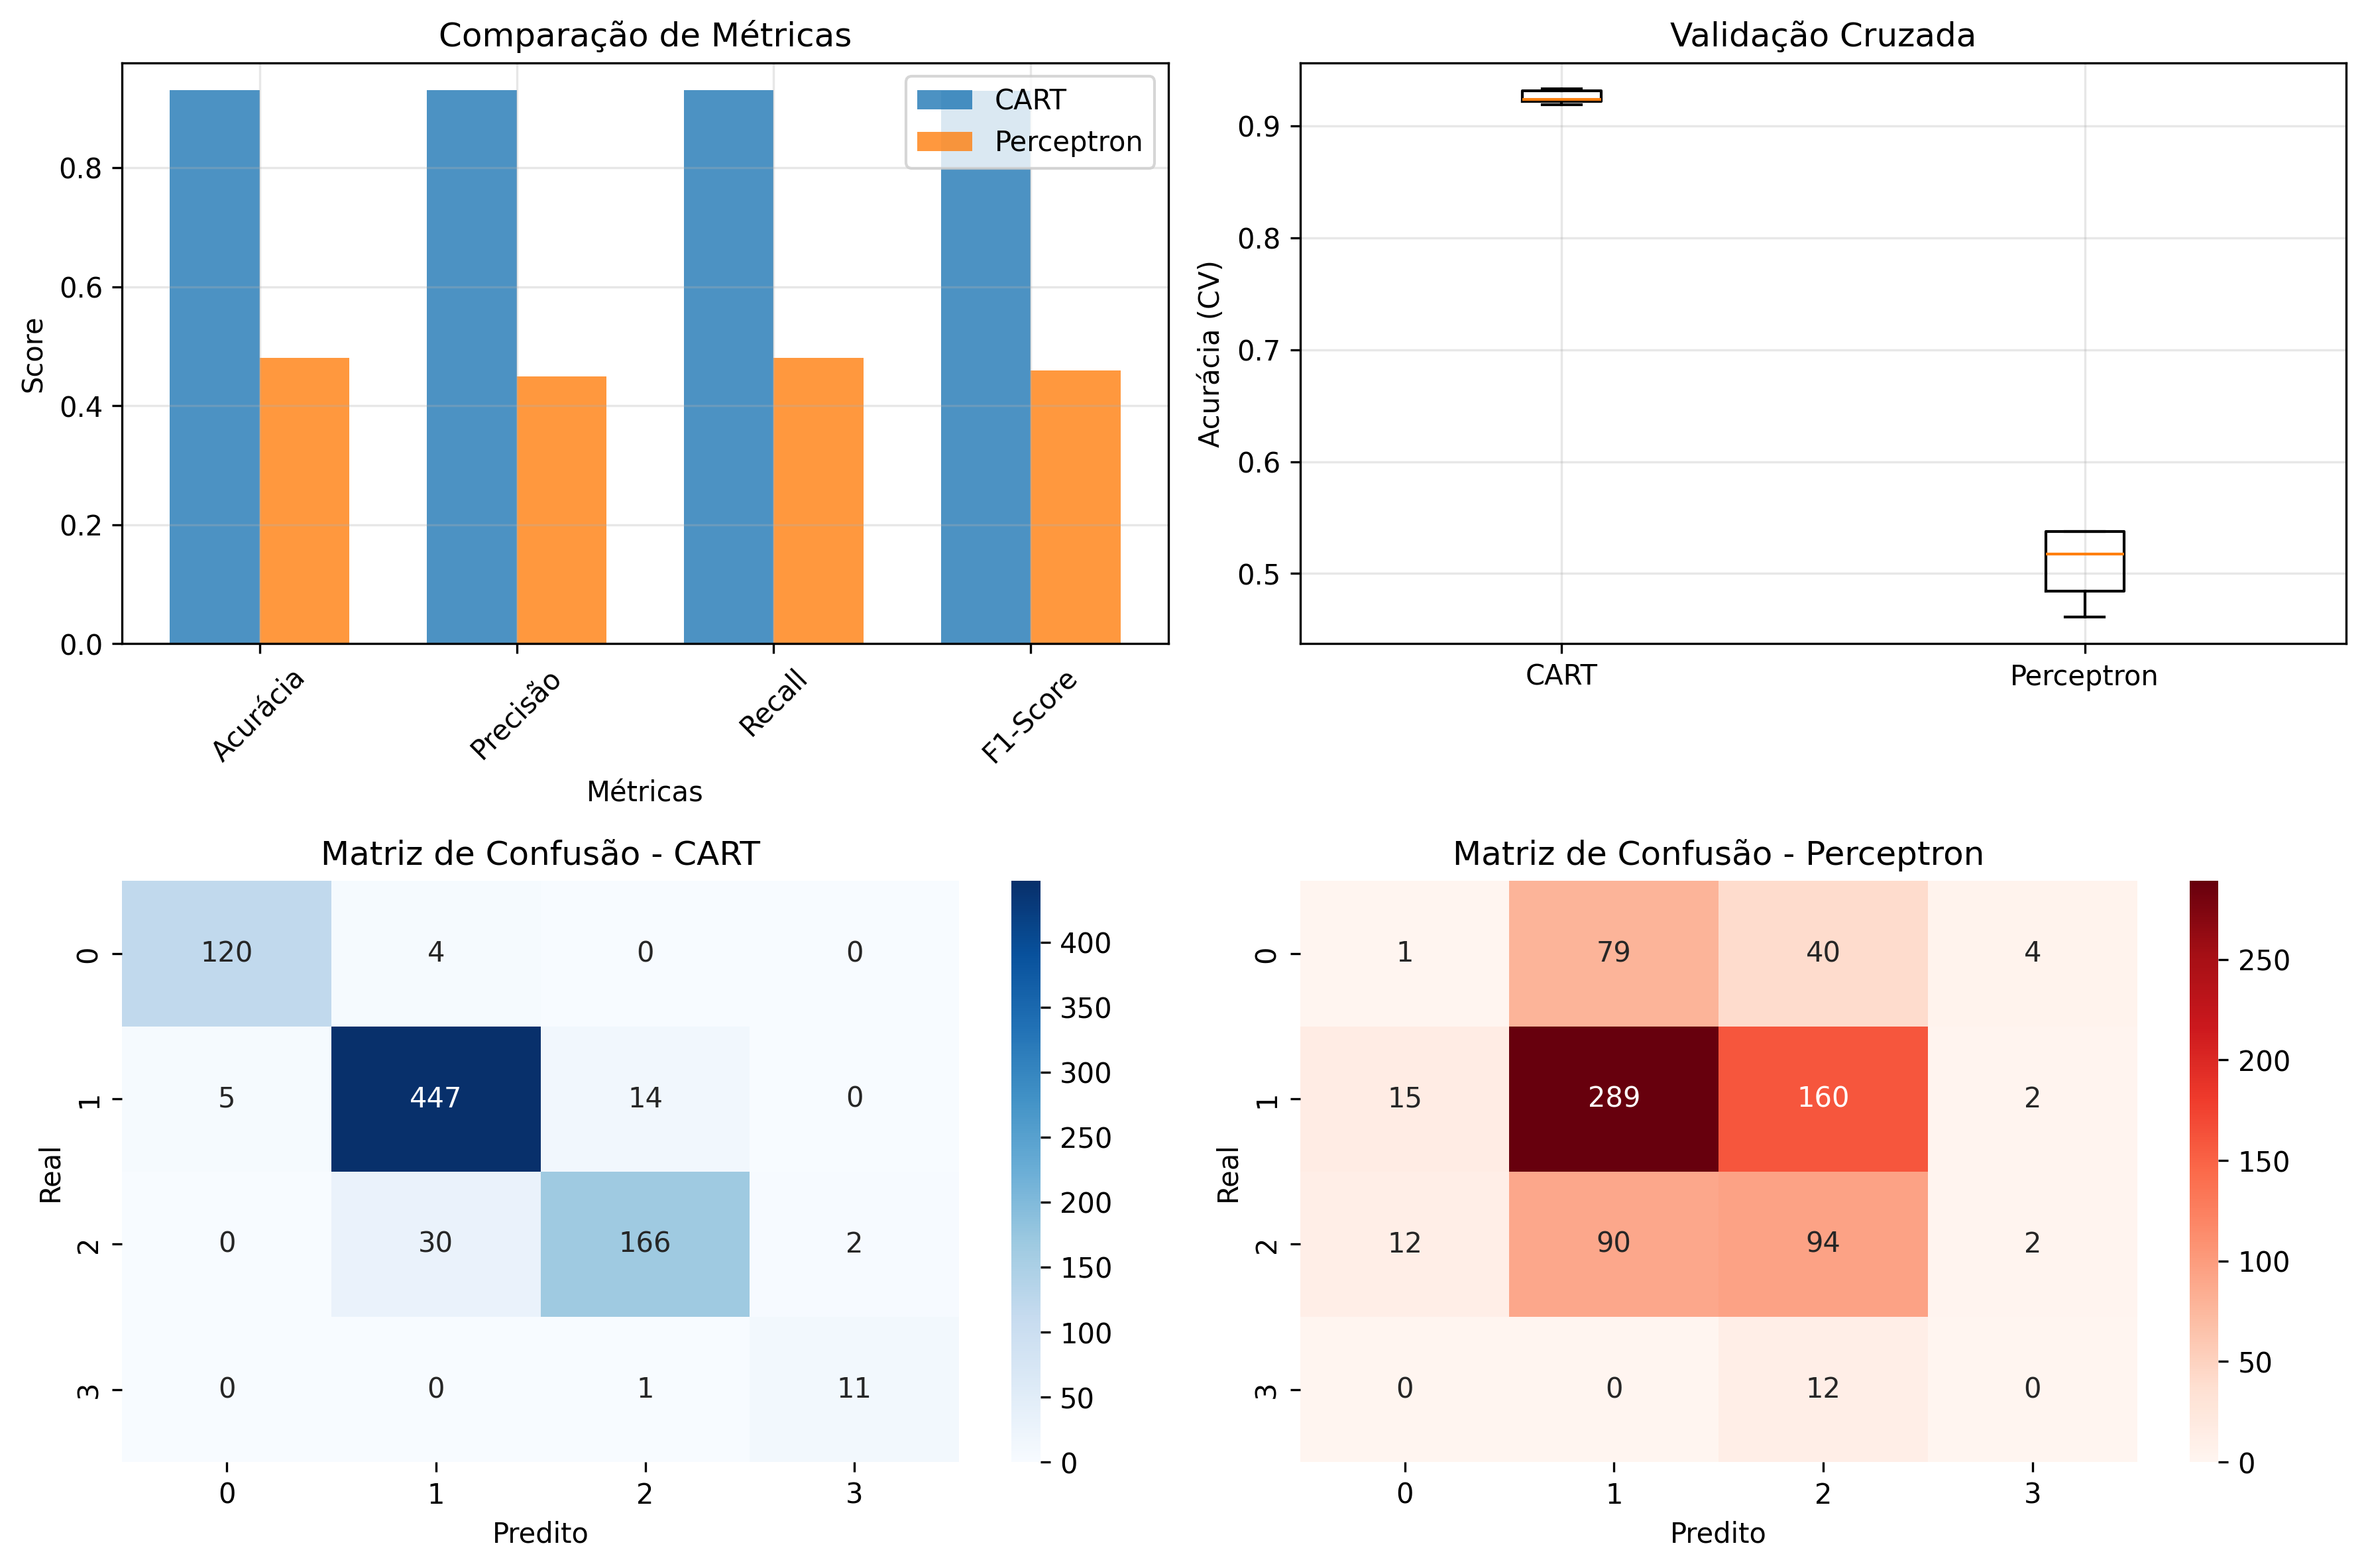 Comparação de Métricas
CART
Perceptron
0.8
0.6
0.4
0.2
0.0
Score
Acurácia
Precisão
Recall
F1-Score
Métricas
Validação Cruzada
0.9
0.8
0.7
0.6
0.5
Acurácia (CV)
CART
Perceptron
Matriz de Confusão - CART
0 120 4 0 0
1 5 447 14 0
2 0 30 166 2
3 0 0 1 11
0 1 2 3
Real
Predito
400
350
300
250
200
150
100
50
0
Matriz de Confusão - Perceptron
0 1 79 40 4
1 15 289 160 2
2 12 90 94 2
3 0 0 12 0
0 1 2 3
Real
Predito
250
200
150
100
50
0